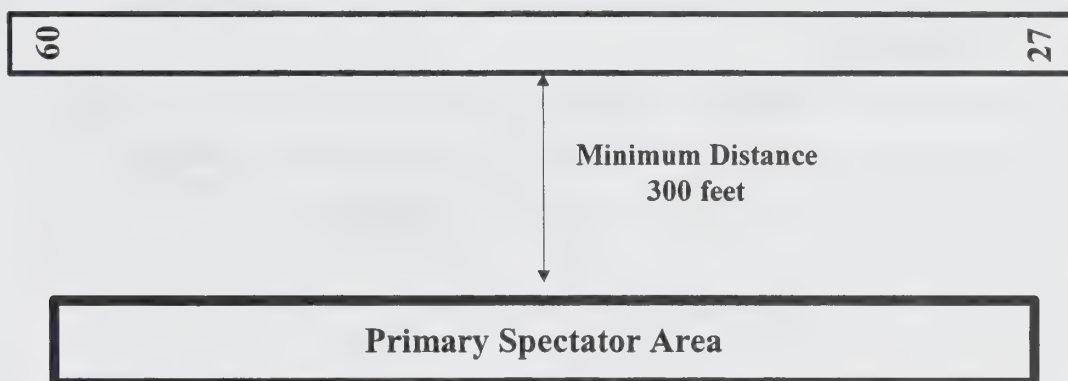 09
27
Minimum Distance
300 feet
Primary Spectator Area